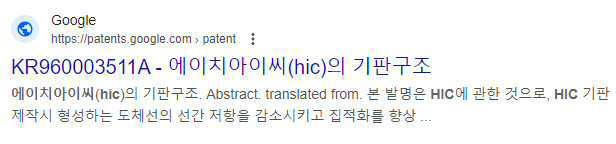 Google
https://patents.google.com › patent
KR960003511A - 에이치아이씨(hic)의 기판구조
에이치아이씨(hic)의 기판구조. Abstract. translated from. 본 발명은 HIC에 관한 것으로, HIC 기판
제작시 형성하는 도체선의 선간 저항을 감소시키고 집적화를 향상 ...